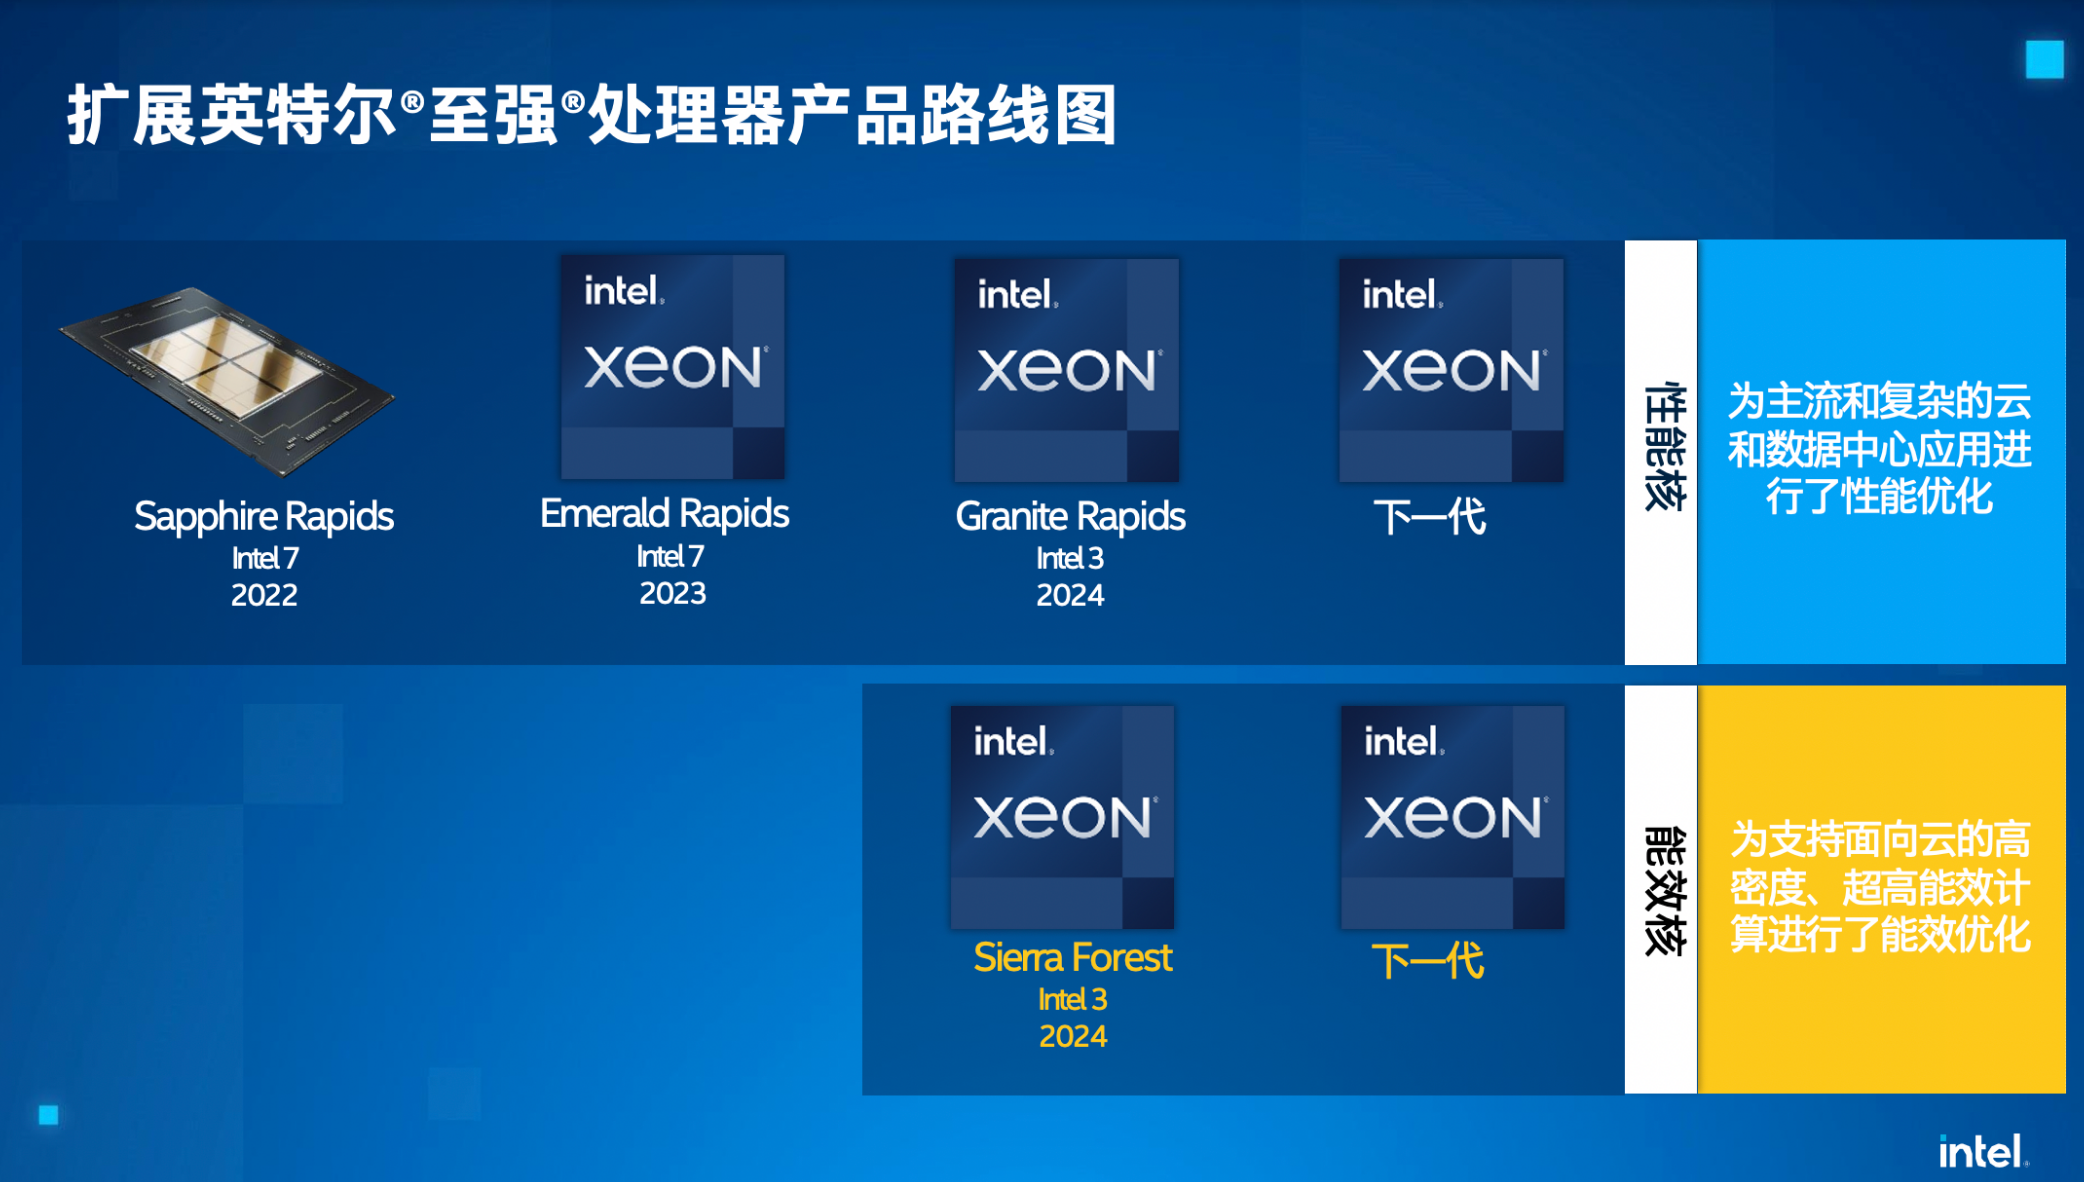 扩展英特尔®至强®处理器产品路线图
intel®
XEON®
intel®
XEON®
intel®
XEON®
Sapphire Rapids
Intel 7
2022
Emerald Rapids
Intel 7
2023
Granite Rapids
Intel 3
2024
下一代
性能核
为主流和复杂的云
和数据中心应用进
行了性能优化
intel®
XEON®
intel®
XEON®
Sierra Forest
Intel 3
2024
下一代
能效核
为支持面向云的高
密度、超高能效计
算进行了能效优化
intel®